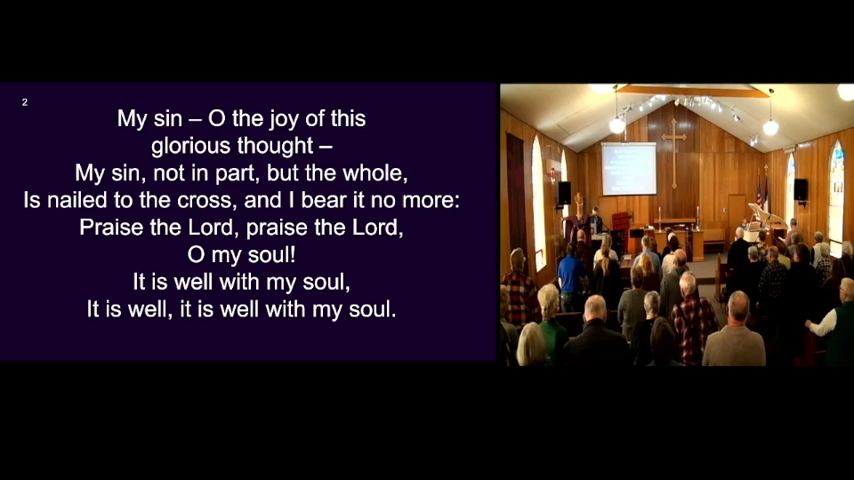 2
My sin – O the joy of this
glorious thought –
My sin, not in part, but the whole,
Is nailed to the cross, and I bear it no more:
Praise the Lord, praise the Lord,
O my soul!
It is well with my soul,
It is well, it is well with my soul.